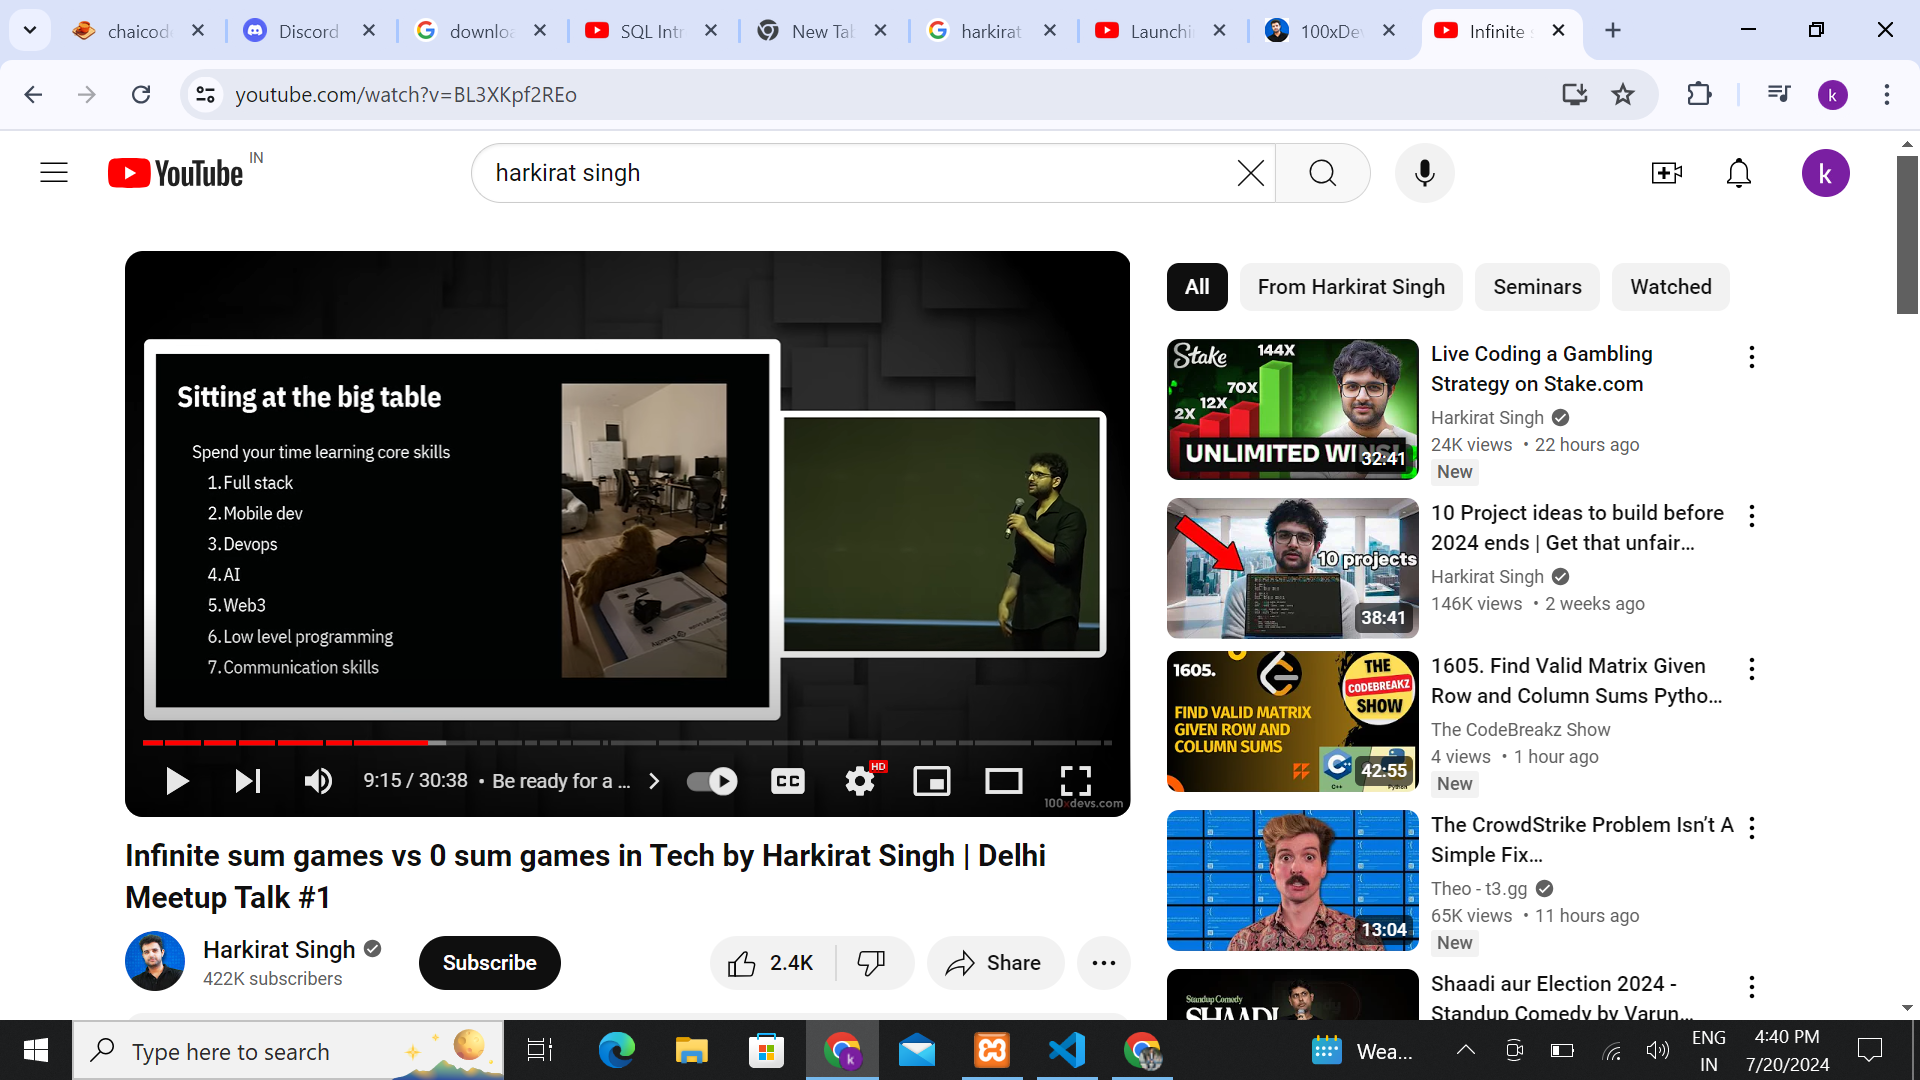 chaicod
Discord
downloa
SQL Intr
New Tab
harkirat
Launchi
100xDev
Infinite
youtube.com/watch?v=BL3XKpf2REo
k
YouTube
IN
harkirat singh
k
Sitting at the big table
Spend your time learning core skills
1. Full stack
2. Mobile dev
3. Devops
4. AI
5. Web3
6. Low level programming
7. Communication skills
9:15 / 30:38 • Be ready for a ...
CC
HD
100xdevs.com
Infinite sum games vs 0 sum games in Tech by Harkirat Singh | Delhi
Meetup Talk #1
Harkirat Singh
422K subscribers
Subscribe
2.4K
Share
All
From Harkirat Singh
Seminars
Watched
Stake
144X
70X
12X
2X
UNLIMITED
32:41
Live Coding a Gambling
Strategy on Stake.com
Harkirat Singh
24K views • 22 hours ago
New
10 projects
38:41
10 Project ideas to build before
2024 ends | Get that unfair...
Harkirat Singh
146K views • 2 weeks ago
1605.
THE
CODEBREAKZ
SHOW
FIND VALID MATRIX
GIVEN ROW AND
COLUMN SUMS
C++
Python
42:55
1605. Find Valid Matrix Given
Row and Column Sums Pytho...
The CodeBreakz Show
4 views • 1 hour ago
New
13:04
The CrowdStrike Problem Isn’t A
Simple Fix...
Theo - t3.gg
65K views • 11 hours ago
New
Standup Comedy
SHAADI
Shaadi aur Election 2024 -
Standup Comedy by Varun...
Type here to search
k
Wea...
ENG
IN
4:40 PM
7/20/2024